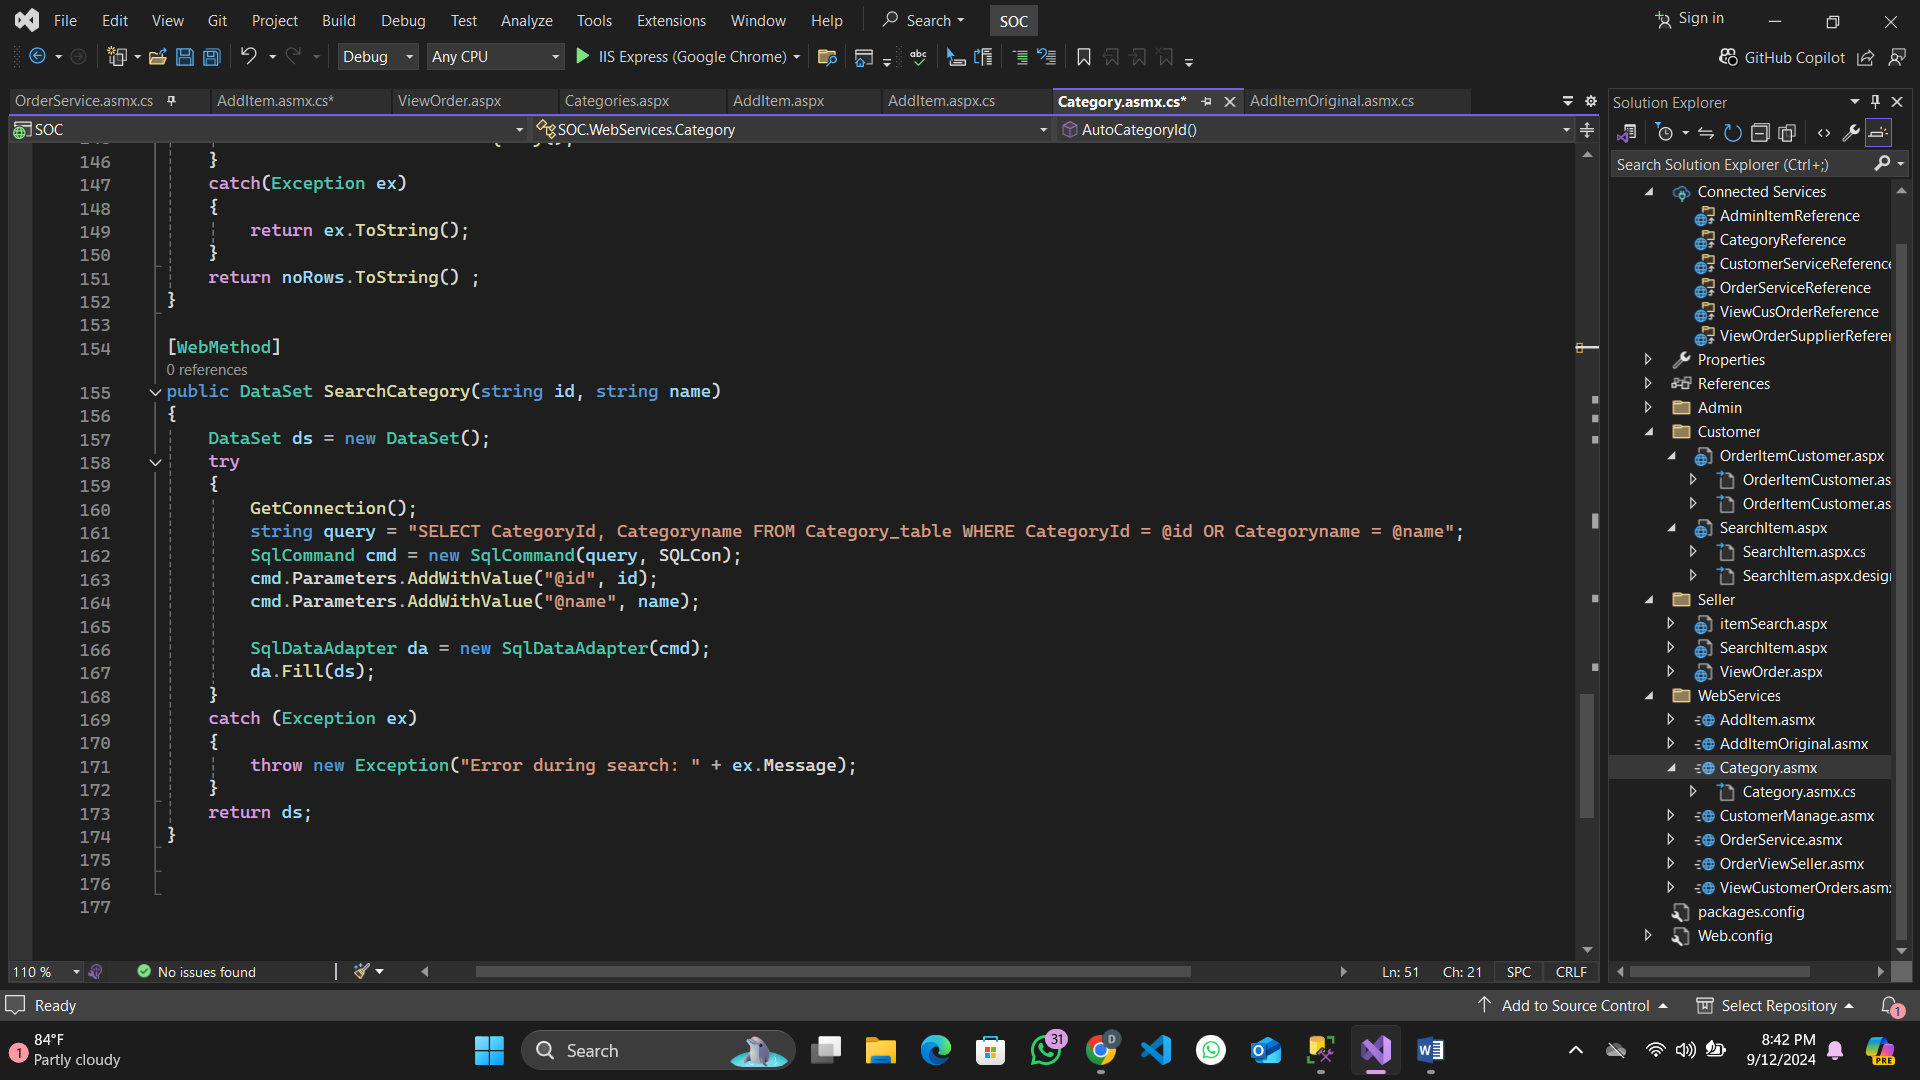 File Edit View Git Project Build Debug Test Analyze Tools Extensions Window Help Search SOC Sign in
Debug Any CPU IIS Express (Google Chrome) GitHub Copilot
OrderService.asmx.cs AddItem.asmx.cs* ViewOrder.aspx Categories.aspx AddItem.aspx AddItem.aspx.cs Category.asmx.cs* AddItemOriginal.asmx.cs
SOC SOC.WebServices.Category AutoCategoryId()
146 }
147 catch(Exception ex)
148 {
149 return ex.ToString();
150 }
151 return noRows.ToString() ;
152 }
153
154 [WebMethod]
0 references
155 public DataSet SearchCategory(string id, string name)
156 {
157 DataSet ds = new DataSet();
158 try
159 {
160 GetConnection();
161 string query = "SELECT CategoryId, Categoryname FROM Category_table WHERE CategoryId = @id OR Categoryname = @name";
162 SqlCommand cmd = new SqlCommand(query, SQLCon);
163 cmd.Parameters.AddWithValue("@id", id);
164 cmd.Parameters.AddWithValue("@name", name);
165
166 SqlDataAdapter da = new SqlDataAdapter(cmd);
167 da.Fill(ds);
168 }
169 catch (Exception ex)
170 {
171 throw new Exception("Error during search: " + ex.Message);
172 }
173 return ds;
174 }
175
176
177
110 % No issues found Ln: 51 Ch: 21 SPC CRLF
Solution Explorer
Search Solution Explorer (Ctrl+;)
Connected Services
AdminItemReference
CategoryReference
CustomerServiceReference
OrderServiceReference
ViewCusOrderReference
ViewOrderSupplierRefere
Properties
References
Admin
Customer
OrderItemCustomer.aspx
OrderItemCustomer.as
OrderItemCustomer.as
SearchItem.aspx
SearchItem.aspx.cs
SearchItem.aspx.desig
Seller
itemSearch.aspx
SearchItem.aspx
ViewOrder.aspx
WebServices
AddItem.asmx
AddItemOriginal.asmx
Category.asmx
Category.asmx.cs
CustomerManage.asmx
OrderService.asmx
OrderViewSeller.asmx
ViewCustomerOrders.asmx
packages.config
Web.config
Ready Add to Source Control Select Repository 1
1 84°F
Partly cloudy
Search
31
D
PRE
8:42 PM
9/12/2024